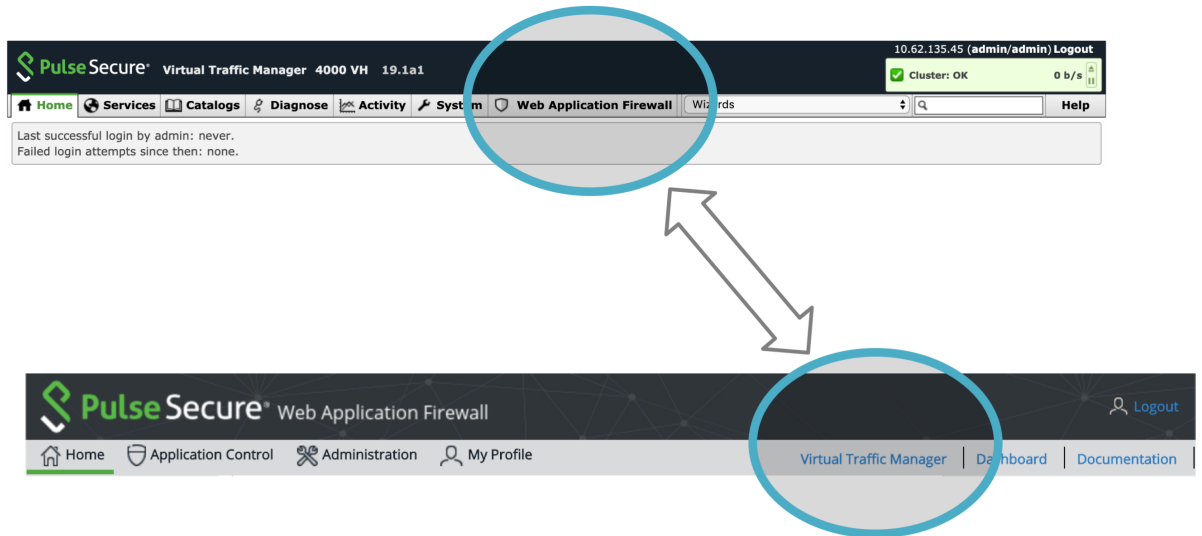 10.62.135.45 (admin/admin) Logout
Pulse Secure® Virtual Traffic Manager 4000 VH 19.1a1
Cluster: OK 0 b/s
Home Services Catalogs Diagnose Activity System Web Application Firewall Wizards Help
Last successful login by admin: never.
Failed login attempts since then: none.
Pulse Secure® Web Application Firewall
Logout
Home Application Control Administration My Profile Virtual Traffic Manager Dashboard Documentation